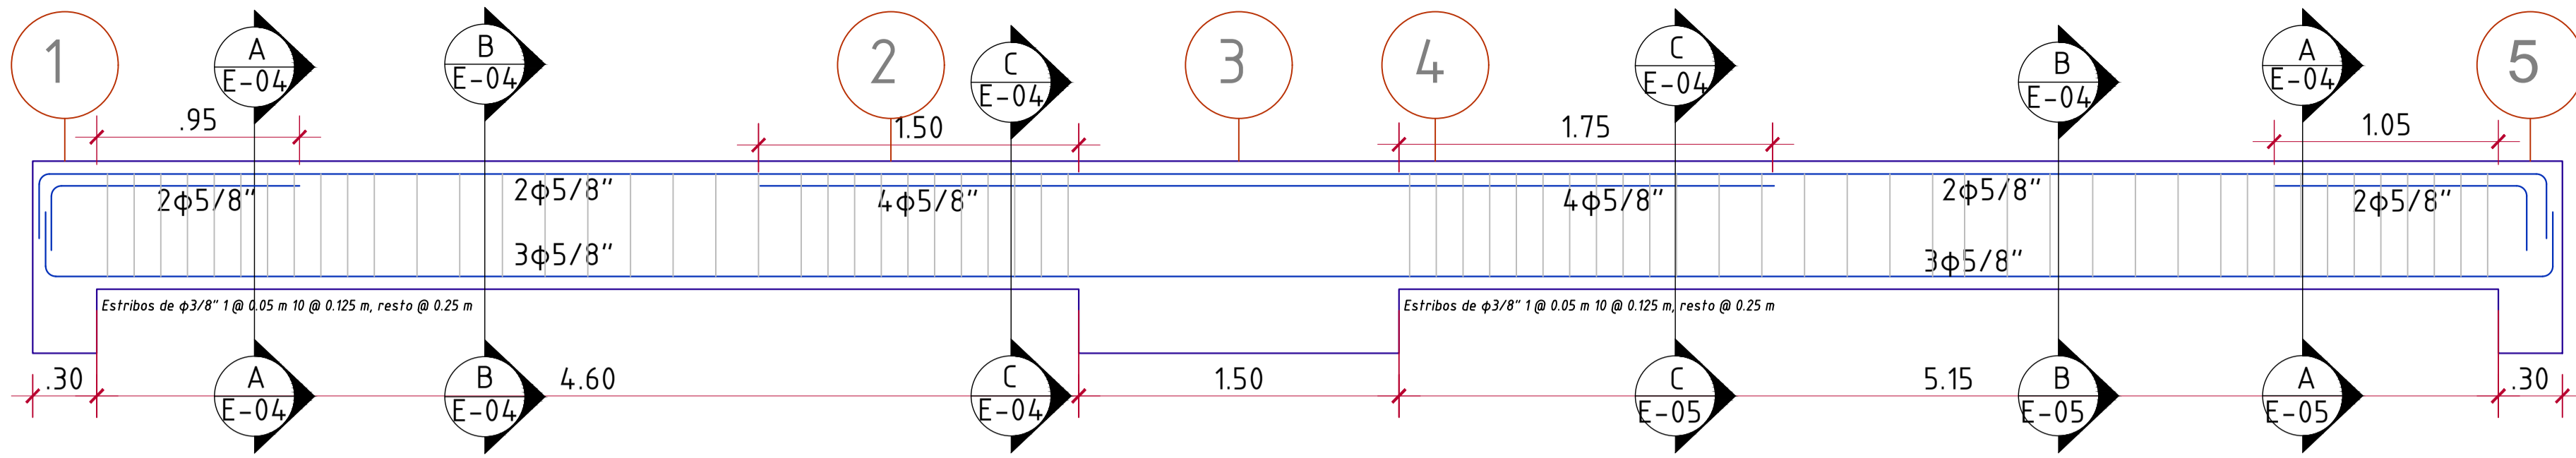 1
A
E-04
B
E-04
2
C
E-04
3
4
C
E-04
B
E-04
A
E-04
5
.95
1.50
1.75
1.05
2ϕ5/8"
2ϕ5/8"
4ϕ5/8"
4ϕ5/8"
2ϕ5/8"
2ϕ5/8"
3ϕ5/8"
3ϕ5/8"
Estribos de ϕ3/8" 1 @ 0.05 m 10 @ 0.125 m, resto @ 0.25 m
Estribos de ϕ3/8" 1 @ 0.05 m 10 @ 0.125 m, resto @ 0.25 m
.30
A
E-04
B
E-04
4.60
C
E-04
1.50
C
E-05
5.15
B
E-05
A
E-05
.30